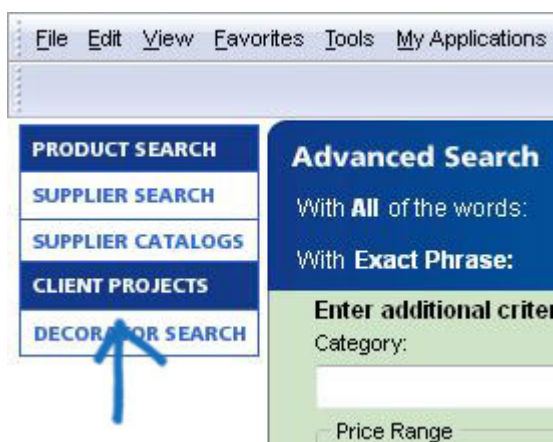 File Edit View Favorites Tools My Applications
PRODUCT SEARCH
SUPPLIER SEARCH
SUPPLIER CATALOGS
CLIENT PROJECTS
DECORATOR SEARCH
Advanced Search
With All of the words:
With Exact Phrase:
Enter additional criter
Category:
Price Range